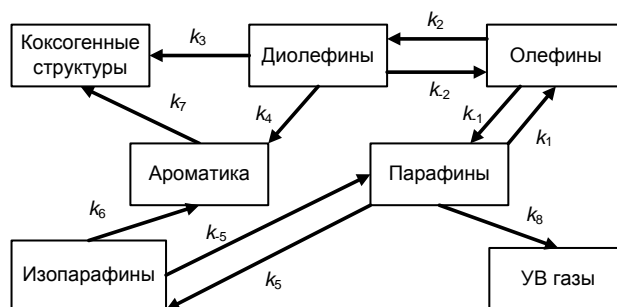 Коксогенные
структуры
k3
Диолефины
k2
k-2
Олефины
k7
k4
k-1
k1
Ароматика
Парафины
k6
k-5
k5
k8
Изопарафины
УВ газы